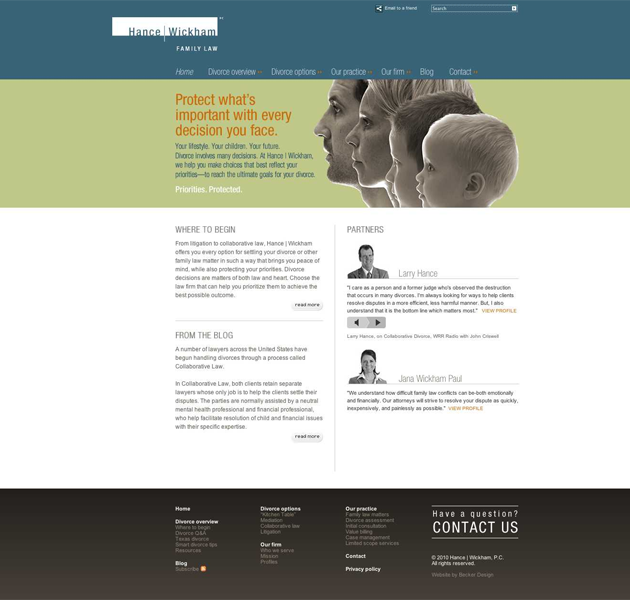 Email to a friend
Search
Hance | Wickham
FAMILY LAW
Home Divorce overview Divorce options Our practice Our firm Blog Contact
Protect what's
important with every
decision you face.
Your lifestyle. Your children. Your future.
Divorce involves many decisions. At Hance | Wickham,
we help you make choices that best reflect your
priorities—to reach the ultimate goals for your divorce.
Priorities. Protected.
WHERE TO BEGIN
From litigation to collaborative law, Hance | Wickham
offers you every option for settling your divorce or other
family law matter in such a way that brings you peace of
mind, while also protecting your priorities. Divorce
decisions are matters of both law and heart. Choose the
law firm that can help you prioritize them to achieve the
best possible outcome.
read more
FROM THE BLOG
A number of lawyers across the United States have
begun handling divorces through a process called
Collaborative Law.
In Collaborative Law, both clients retain separate
lawyers whose only job is to help the clients settle their
disputes. The parties are normally assisted by a neutral
mental health professional and financial professional,
who help facilitate resolution of child and financial issues
with their specific expertise.
read more
PARTNERS
Larry Hance
"I care as a person and a former judge who's observed the destruction
that occurs in many divorces. I'm always looking for ways to help clients
resolve disputes in a more efficient, less harmful manner. But, I also
understand that it is the bottom line which matters most." VIEW PROFILE
Larry Hance, on Collaborative Divorce, WRR Radio with John Criswell
Jana Wickham Paul
"We understand how difficult family law conflicts can be-both emotionally
and financially. Our attorneys will strive to resolve your dispute as quickly,
inexpensively, and painlessly as possible." VIEW PROFILE
Home
Divorce overview
Where to begin
Divorce Q&A
Texas divorce
Smart divorce tips
Resources
Blog
Subscribe
Divorce options
"Kitchen Table"
Mediation
Collaborative law
Litigation
Our firm
Who we serve
Mission
Profiles
Our practice
Family law matters
Divorce assessment
Initial consultation
Value billing
Case management
Limited scope services
Contact
Privacy policy
Have a question?
CONTACT US
© 2010 Hance | Wickham, P.C.
All rights reserved.
Website by Becker Design